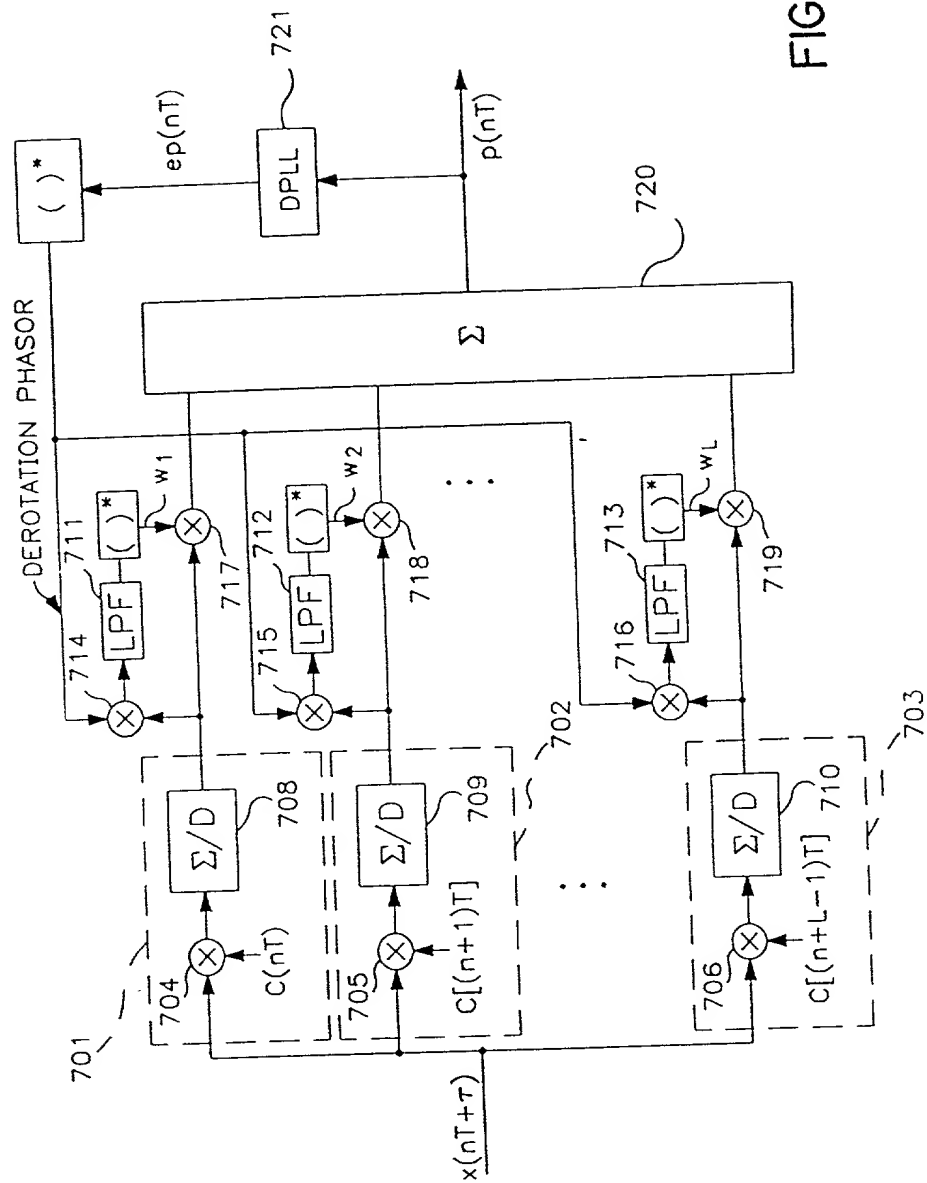 FIG
DEROTATION PHASOR
( )*
ep(nT)
721
DPLL
p(nT)
720
Σ
711
LPF
( )*
w1
714
717
712
LPF
( )*
w2
715
718
...
713
LPF
( )*
wL
716
719
701
704
C(nT)
Σ/D
708
702
705
C[(n+1)T]
Σ/D
709
...
703
706
C[(n+L-1)T]
Σ/D
710
x(nT+τ)